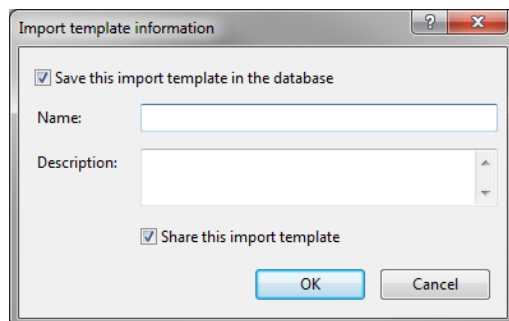 Import template information
?
X
Save this import template in the database
Name:
Description:
Share this import template
OK
Cancel